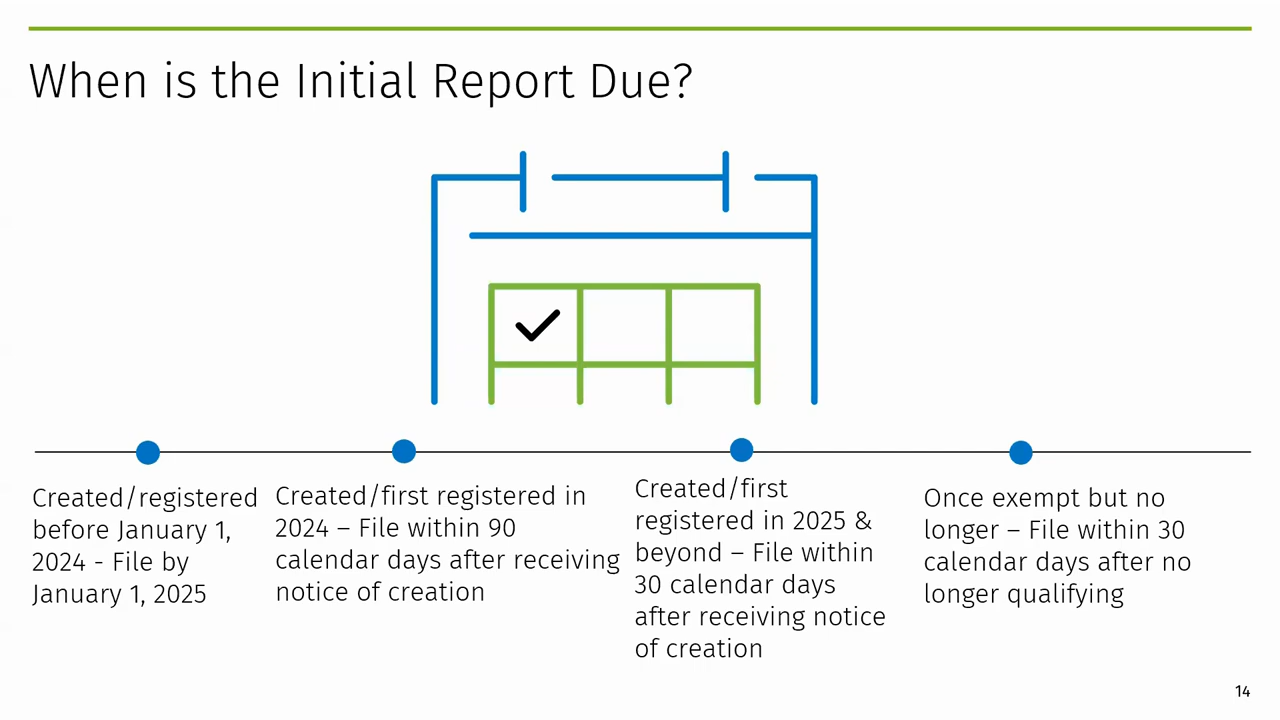 When is the Initial Report Due?
Created/registered
before January 1,
2024 - File by
January 1, 2025
Created/first registered in
2024 – File within 90
calendar days after receiving
notice of creation
Created/first
registered in 2025 &
beyond – File within
30 calendar days
after receiving notice
of creation
Once exempt but no
longer – File within 30
calendar days after no
longer qualifying
14